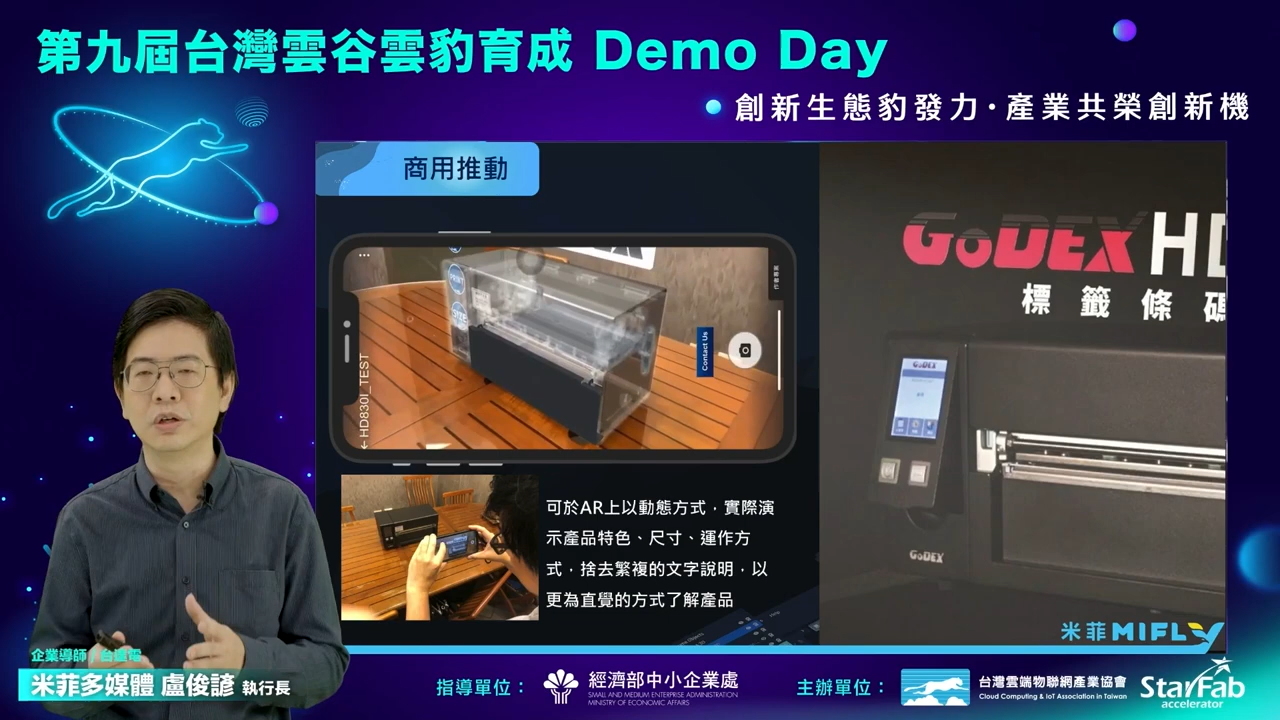 第九屆台灣雲谷雲豹育成 Demo Day
創新生態豹發力·產業共榮創新機
商用推動
GODEX HD
標籤條碼
← HD830I_TEST
Contact Us
GODEX
GODEX
可於AR上以動態方式，實際演
示產品特色、尺寸、運作方
式，捨去繁複的文字說明，以
更為直覺的方式了解產品
米菲MIFLY
企業導師 / 台達電
米菲多媒體 盧俊諺 執行長
指導單位：
經濟部中小企業處
SMALL AND MEDIUM ENTERPRISE ADMINISTRATION
MINISTRY OF ECONOMIC AFFAIRS
主辦單位：
台灣雲端物聯網產業協會
Cloud Computing & IoT Association in Taiwan
StarFab
accelerator